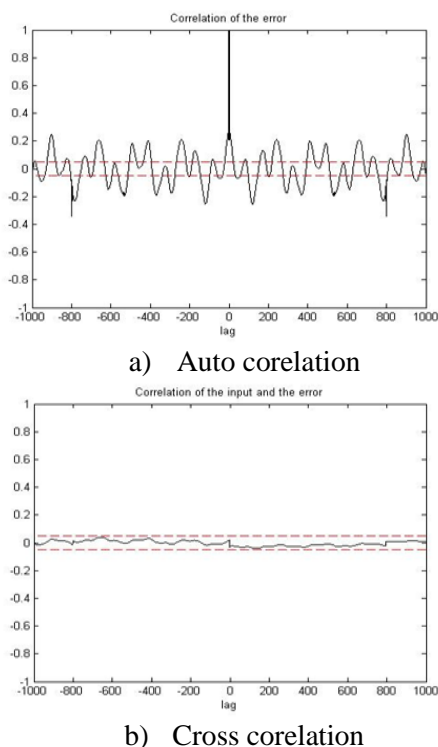 Correlation of the error
1
0.8
0.6
0.4
0.2
0
-0.2
-0.4
-0.6
-0.8
-1
-1000 -800 -600 -400 -200 0 200 400 600 800 1000
lag
a) Auto corelation
Correlation of the input and the error
1
0.8
0.6
0.4
0.2
0
-0.2
-0.4
-0.6
-0.8
-1
-1000 -800 -600 -400 -200 0 200 400 600 800 1000
lag
b) Cross corelation